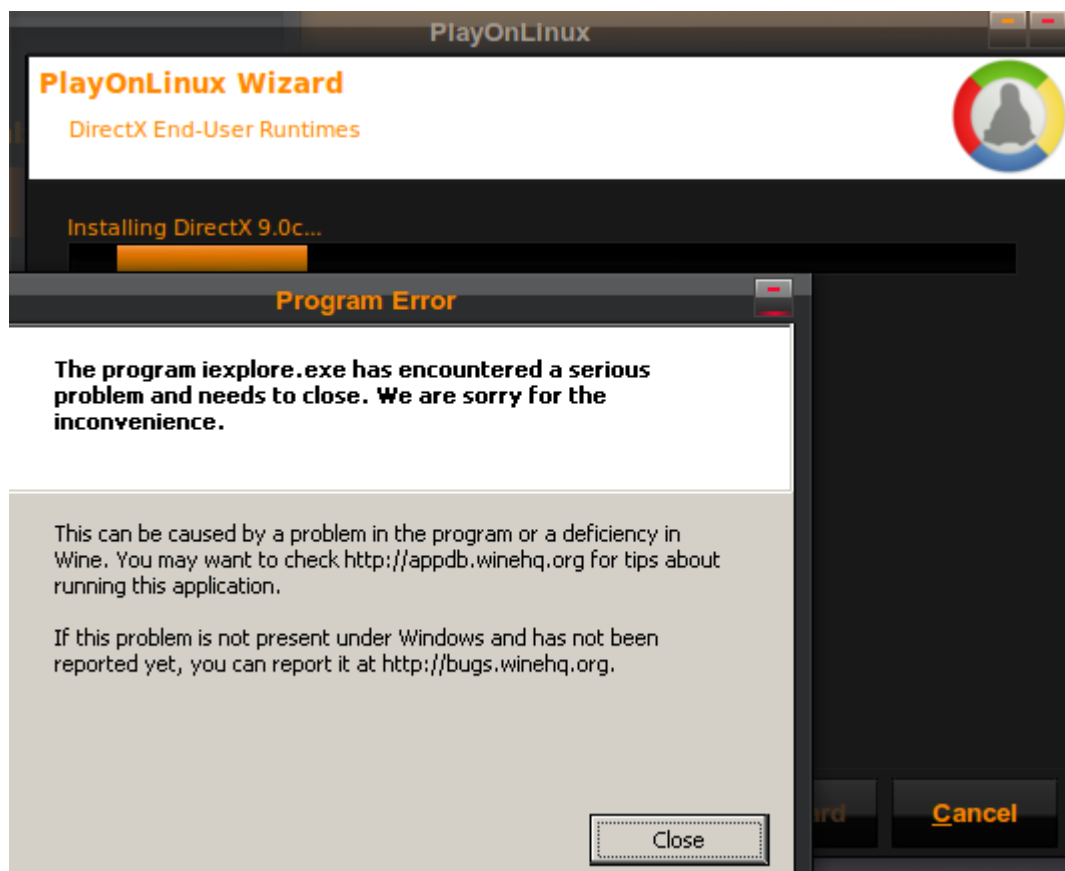 PlayOnLinux
PlayOnLinux Wizard
DirectX End-User Runtimes
Installing DirectX 9.0c...
Program Error
The program iexplore.exe has encountered a serious
problem and needs to close. We are sorry for the
inconvenience.
This can be caused by a problem in the program or a deficiency in
Wine. You may want to check http://appdb.winehq.org for tips about
running this application.
If this problem is not present under Windows and has not been
reported yet, you can report it at http://bugs.winehq.org.
Close
Cancel